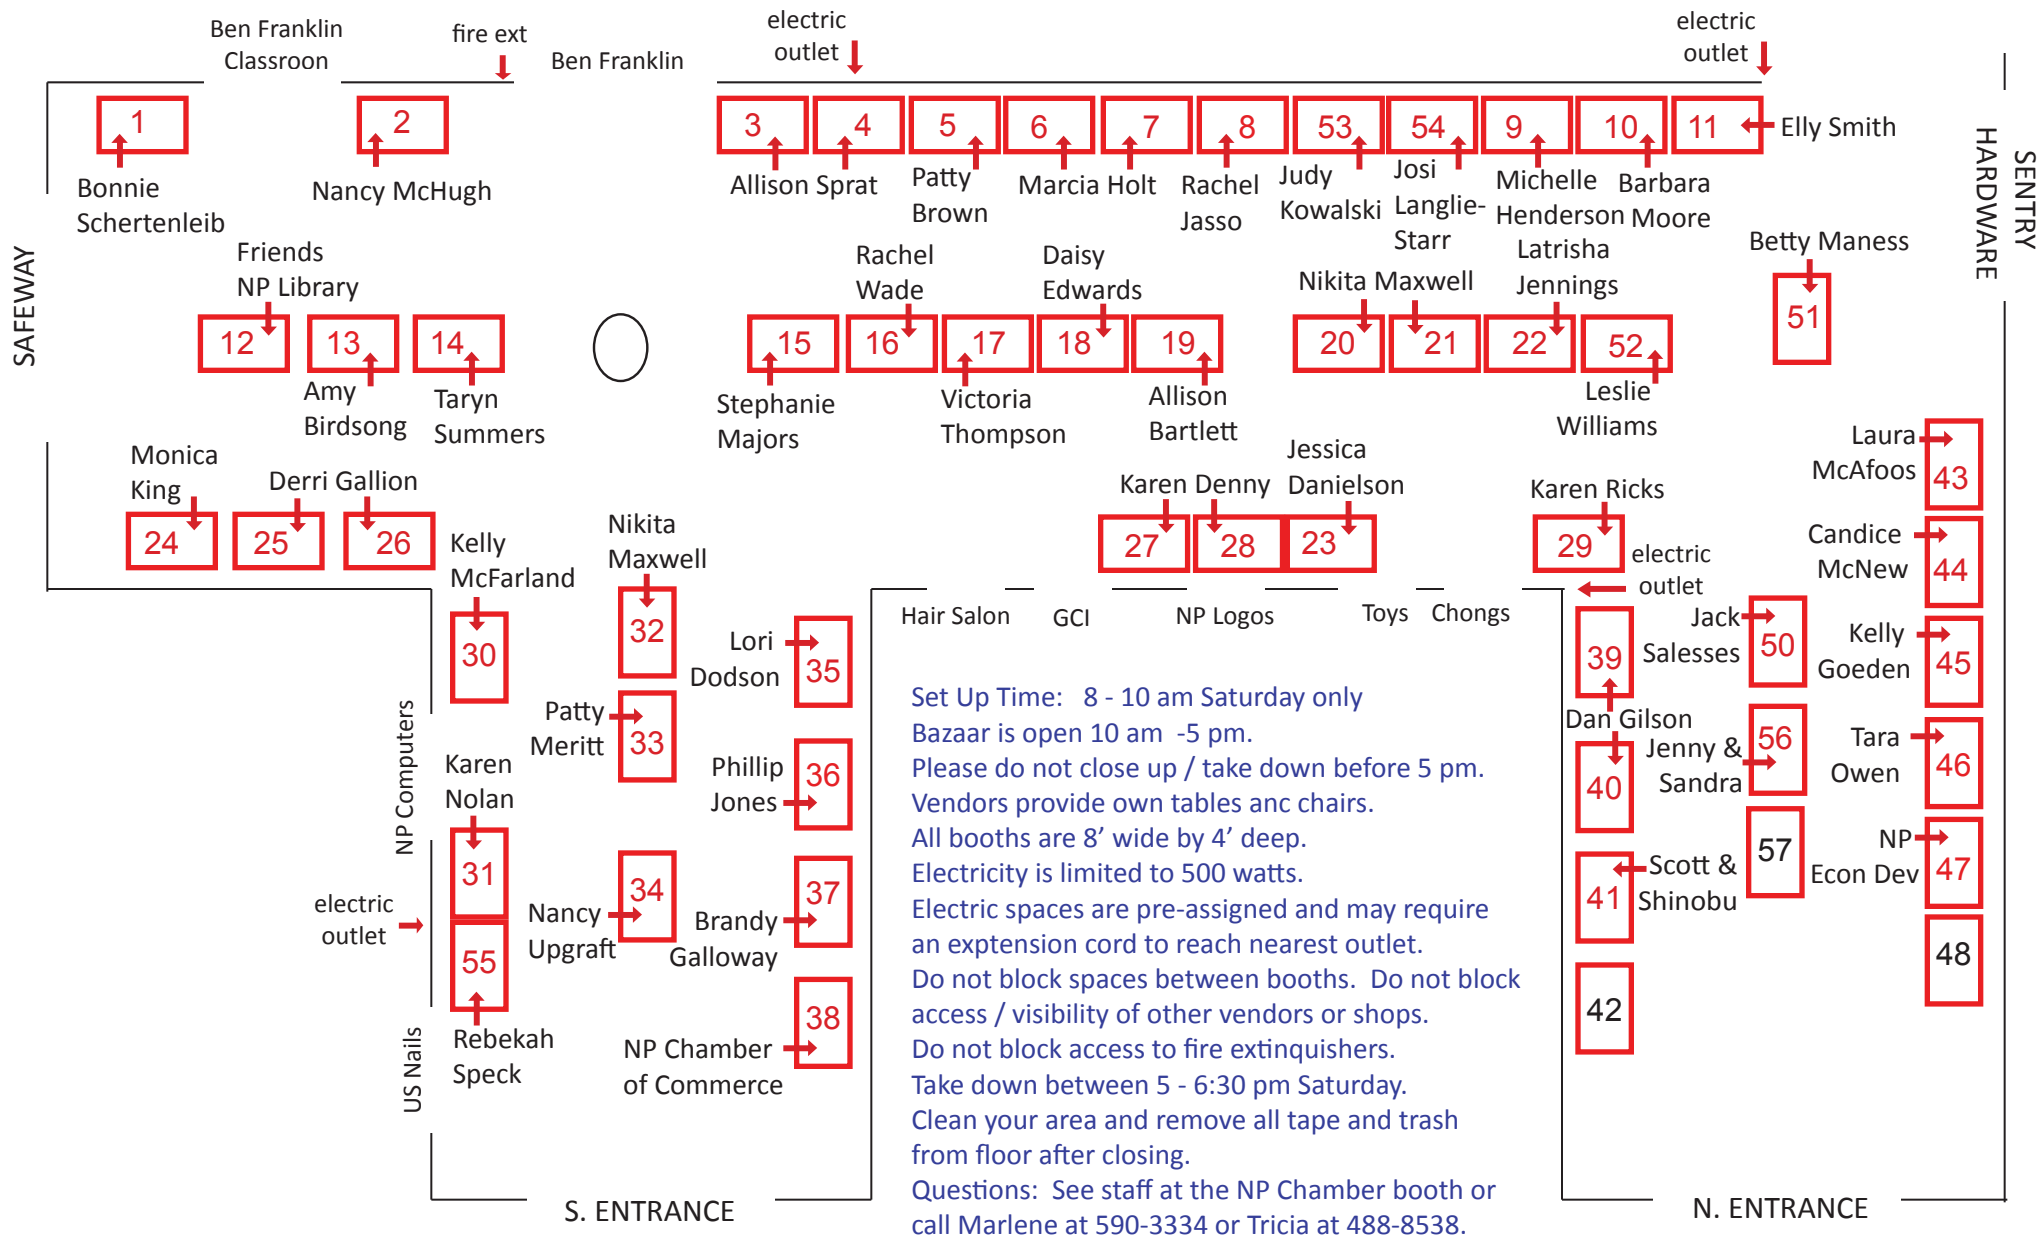 Ben Franklin
Classroon
fire ext
Ben Franklin
electric
outlet
electric
outlet
1
2
3
4
5
6
7
8
53
54
9
10
11
Elly Smith
Bonnie
Schertenleib
Nancy McHugh
Allison Sprat
Patty
Brown
Marcia Holt
Rachel
Jasso
Judy
Kowalski
Josi
Langlie-
Starr
Michelle
Henderson
Barbara
Moore
SENTRY
HARDWARE
SAFEWAY
Friends
NP Library
Rachel
Wade
Daisy
Edwards
Nikita Maxwell
Latrisha
Jennings
Betty Maness
12
13
14
15
16
17
18
19
20
21
22
52
51
Amy
Birdsong
Taryn
Summers
Stephanie
Majors
Victoria
Thompson
Allison
Bartlett
Leslie
Williams
Monica
King
Derri Gallion
Karen Denny
Jessica
Danielson
Karen Ricks
Laura
McAfoos
43
24
25
26
27
28
23
29
electric
outlet
Candice
McNew
44
Kelly
McFarland
30
Nikita
Maxwell
32
Lori
Dodson
35
Hair Salon
GCI
NP Logos
Toys
Chongs
39
Jack
Salesses
50
Kelly
Goeden
45
NP Computers
Patty
Meritt
33
Phillip
Jones
36
Dan Gilson
40
Jenny &
Sandra
56
Tara
Owen
46
Karen
Nolan
31
electric
outlet
55
Rebekah
Speck
US Nails
Nancy
Upgraft
34
Brandy
Galloway
37
NP Chamber
of Commerce
38
41
Scott &
Shinobu
57
NP
Econ Dev
47
42
48
Set Up Time: 8 - 10 am Saturday only
Bazaar is open 10 am -5 pm.
Please do not close up / take down before 5 pm.
Vendors provide own tables anc chairs.
All booths are 8’ wide by 4’ deep.
Electricity is limited to 500 watts.
Electric spaces are pre-assigned and may require
an exptension cord to reach nearest outlet.
Do not block spaces between booths. Do not block
access / visibility of other vendors or shops.
Do not block access to fire extinquishers.
Take down between 5 - 6:30 pm Saturday.
Clean your area and remove all tape and trash
from floor after closing.
Questions: See staff at the NP Chamber booth or
call Marlene at 590-3334 or Tricia at 488-8538.
S. ENTRANCE
N. ENTRANCE